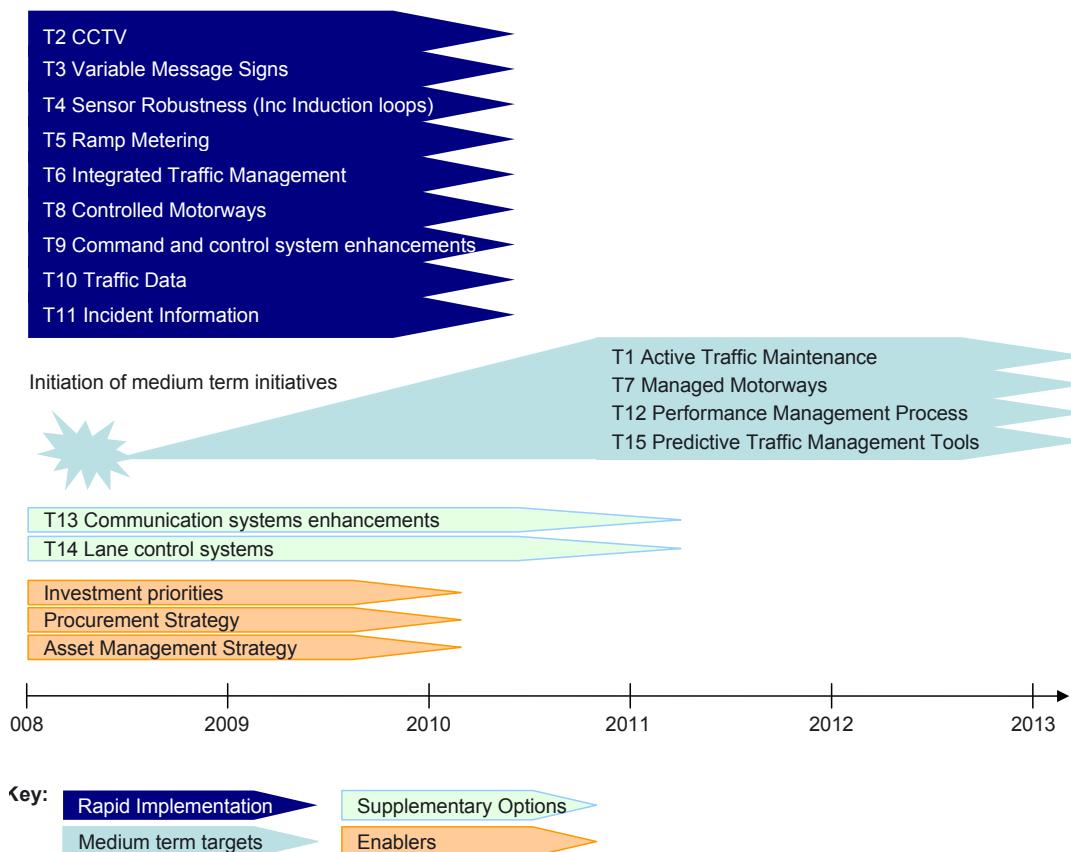 T2 CCTV
T3 Variable Message Signs
T4 Sensor Robustness (Inc Induction loops)
T5 Ramp Metering
T6 Integrated Traffic Management
T8 Controlled Motorways
T9 Command and control system enhancements
T10 Traffic Data
T11 Incident Information
Initiation of medium term initiatives
T1 Active Traffic Maintenance
T7 Managed Motorways
T12 Performance Management Process
T15 Predictive Traffic Management Tools
T13 Communication systems enhancements
T14 Lane control systems
Investment priorities
Procurement Strategy
Asset Management Strategy
008 2009 2010 2011 2012 2013
Key:
Rapid Implementation Supplementary Options
Medium term targets Enablers